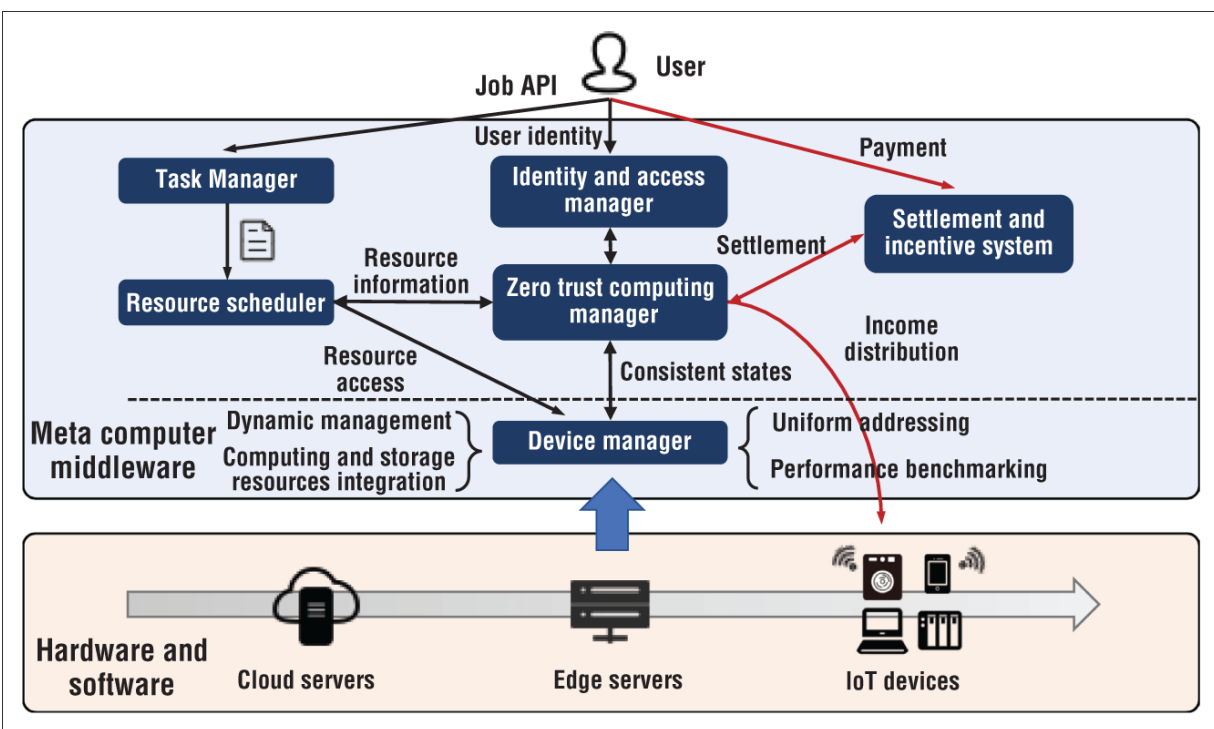 User
Job API
User identity
Payment
Task Manager
Identity and access
manager
Settlement and
incentive system
Settlement
Resource
information
Resource scheduler
Zero trust computing
manager
Income
distribution
Resource
access
Consistent states
Meta computer
middleware
Dynamic management
Computing and storage
resources integration
Device manager
Uniform addressing
Performance benchmarking
Hardware and
software
Cloud servers
Edge servers
IoT devices